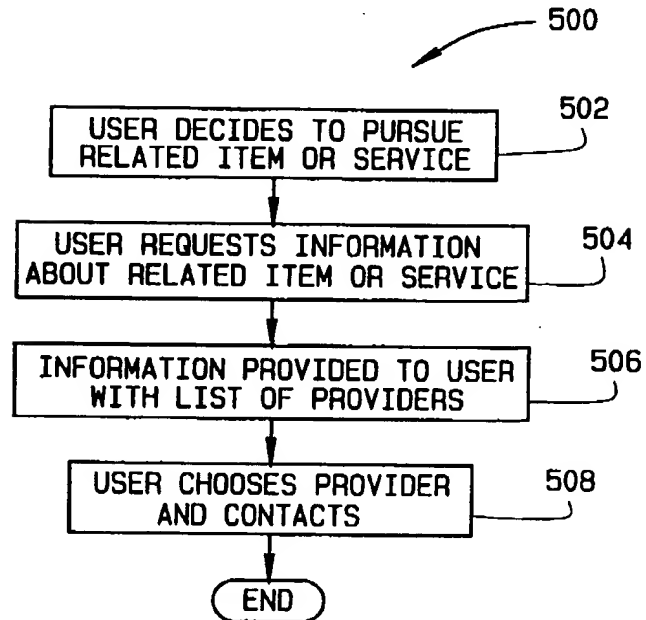 500
USER DECIDES TO PURSUE
RELATED ITEM OR SERVICE
502
USER REQUESTS INFORMATION
ABOUT RELATED ITEM OR SERVICE
504
INFORMATION PROVIDED TO USER
WITH LIST OF PROVIDERS
506
USER CHOOSES PROVIDER
AND CONTACTS
508
END